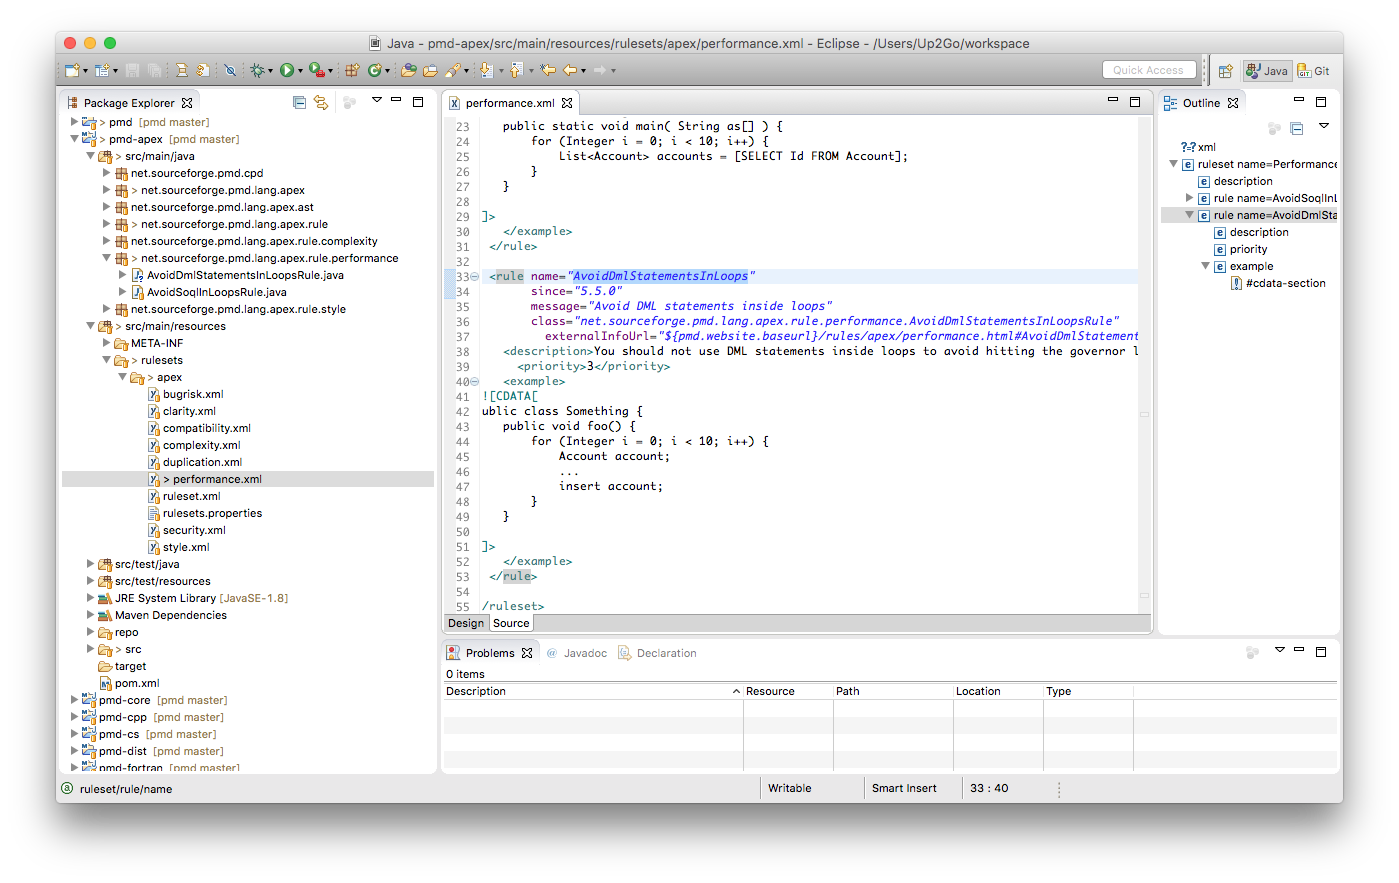 Java - pmd-apex/src/main/resources/rulesets/apex/performance.xml - Eclipse - /Users/Up2Go/workspace
Quick Access
Java
Git
Package Explorer
> pmd [pmd master]
> pmd-apex [pmd master]
> src/main/java
net.sourceforge.pmd.cpd
> net.sourceforge.pmd.lang.apex
net.sourceforge.pmd.lang.apex.ast
> net.sourceforge.pmd.lang.apex.rule
net.sourceforge.pmd.lang.apex.rule.complexity
> net.sourceforge.pmd.lang.apex.rule.performance
AvoidDmlStatementsInLoopsRule.java
AvoidSoqlInLoopsRule.java
net.sourceforge.pmd.lang.apex.rule.style
> src/main/resources
META-INF
> rulesets
> apex
bugrisk.xml
clarity.xml
compatibility.xml
complexity.xml
duplication.xml
> performance.xml
ruleset.xml
rulesets.properties
security.xml
style.xml
src/test/java
src/test/resources
JRE System Library [JavaSE-1.8]
Maven Dependencies
repo
> src
target
pom.xml
pmd-core [pmd master]
pmd-cpp [pmd master]
pmd-cs [pmd master]
pmd-dist [pmd master]
pmd-fortran [pmd master]
performance.xml
23 public static void main( String as[] ) {
24 for (Integer i = 0; i < 10; i++) {
25 List<Account> accounts = [SELECT Id FROM Account];
26 }
27 }
28
29 ]>
30 </example>
31 </rule>
32
33 <rule name="AvoidDmlStatementsInLoops"
34 since="5.5.0"
35 message="Avoid DML statements inside loops"
36 class="net.sourceforge.pmd.lang.apex.rule.performance.AvoidDmlStatementsInLoopsRule"
37 externalInfoUrl="${pmd.website.baseurl}/rules/apex/performance.html#AvoidDmlStatement
38 <description>You should not use DML statements inside loops to avoid hitting the governor l
39 <priority>3</priority>
40 <example>
41 ![CDATA[
42 ublic class Something {
43 public void foo() {
44 for (Integer i = 0; i < 10; i++) {
45 Account account;
46 ...
47 insert account;
48 }
49 }
50
51 ]>
52 </example>
53 </rule>
54
55 /ruleset>
Design
Source
Outline
?=? xml
ruleset name=Performance
description
rule name=AvoidSoqlInL
rule name=AvoidDmlSta
description
priority
example
#cdata-section
Problems
@ Javadoc
Declaration
0 items
Description
Resource
Path
Location
Type
ruleset/rule/name
Writable
Smart Insert
33 : 40